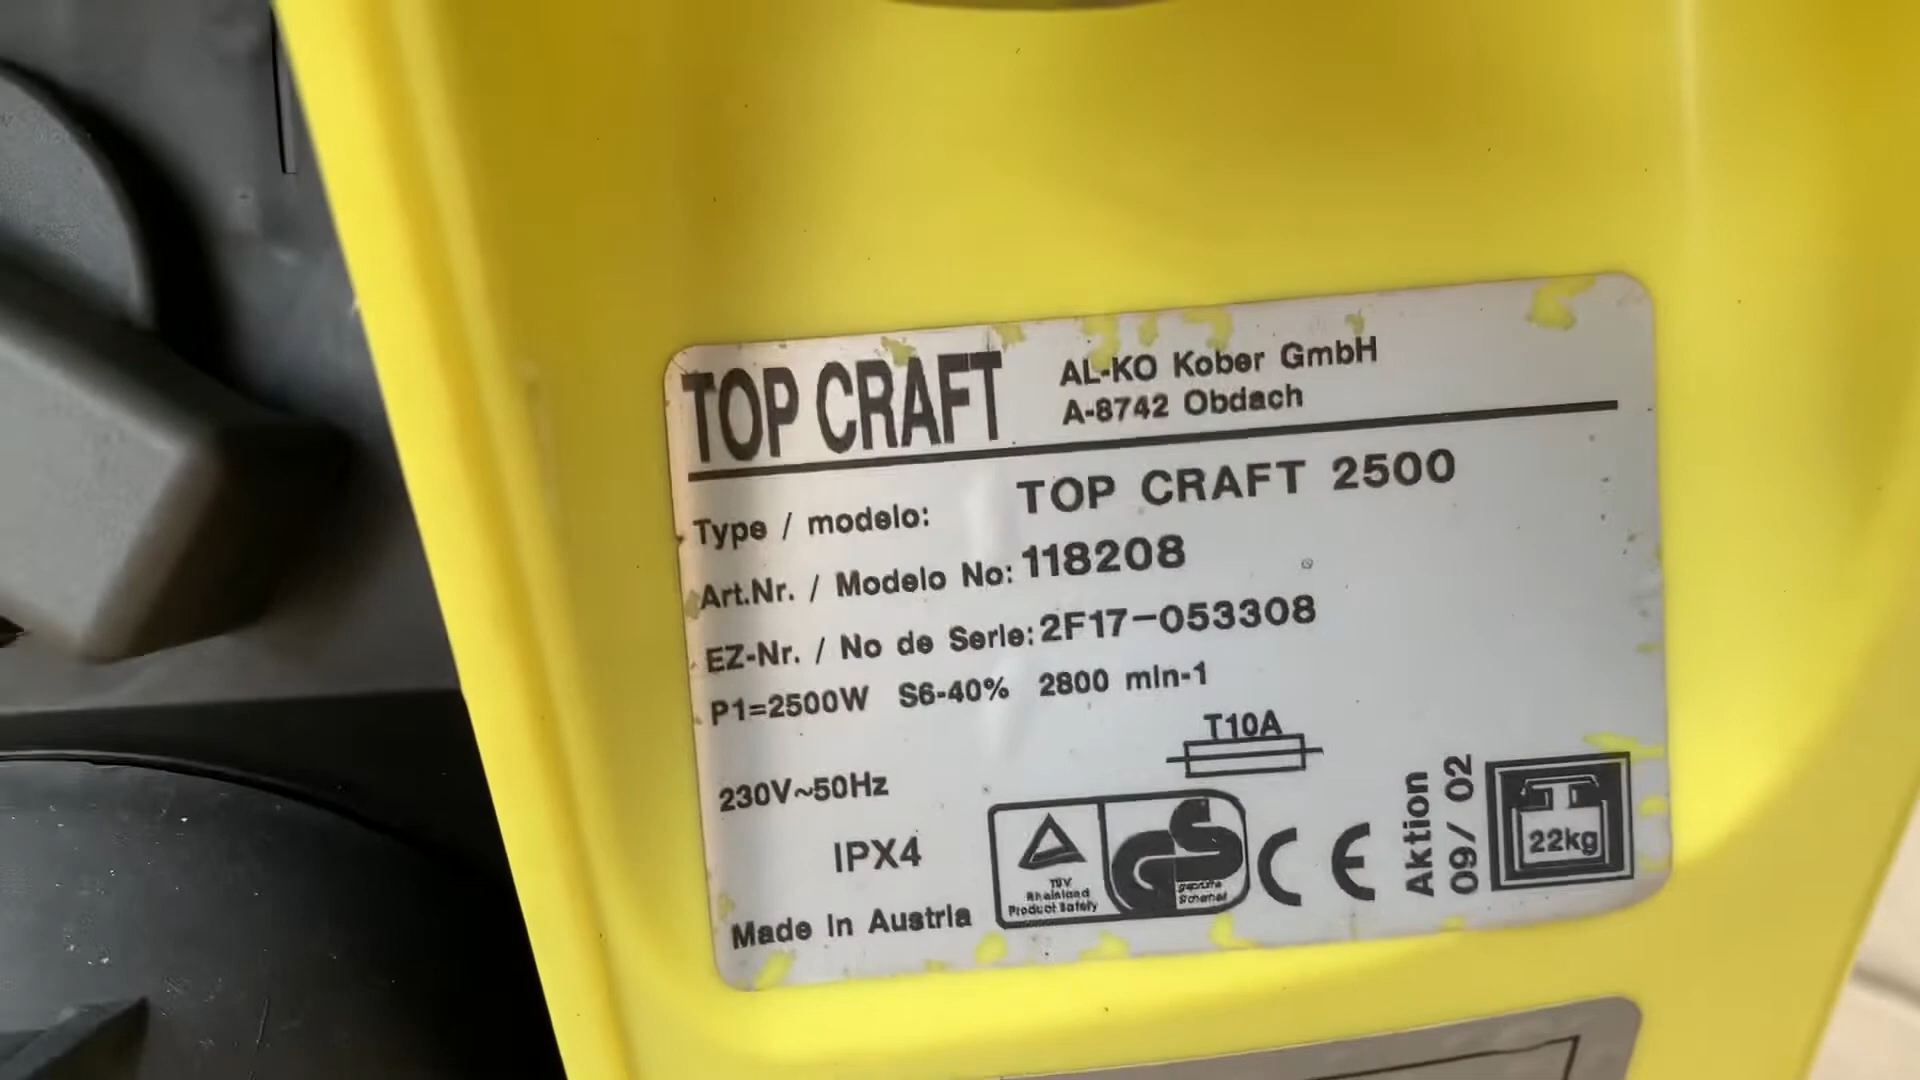 TOP CRAFT
AL-KO Kober GmbH
A-8742 Obdach
Type / modelo: TOP CRAFT 2500
Art.Nr. / Modelo No: 118208
EZ-Nr. / No de Serie: 2F17-053308
P1=2500W S6-40% 2800 min-1
T10A
230V~50Hz
IPX4
TÜV
Rheinland
Product Safety
GS
geprüfte
Sicherheit
CE
Aktion
09/ 02
22kg
Made In Austria